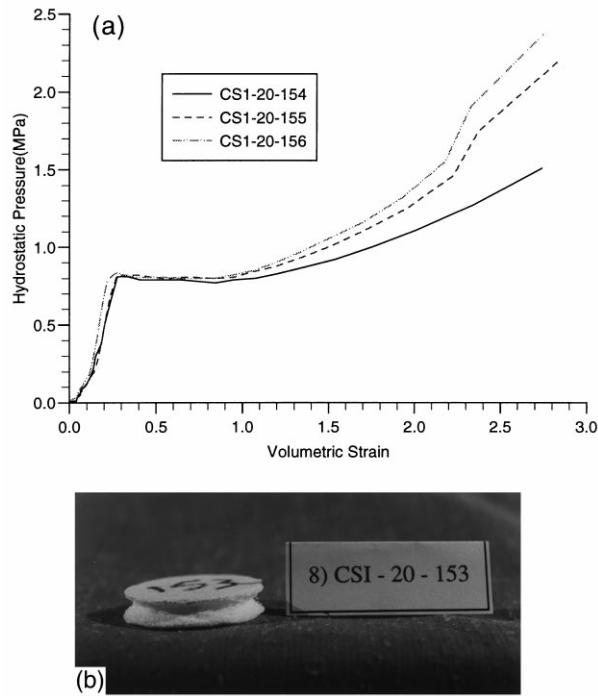 (a)
2.5
2.0
1.5
1.0
0.5
0.0
Hydrostatic Pressure(MPa)
CS1-20-154
CS1-20-155
CS1-20-156
0.0 0.5 1.0 1.5 2.0 2.5 3.0
Volumetric Strain
153
8) CSI - 20 - 153
(b)